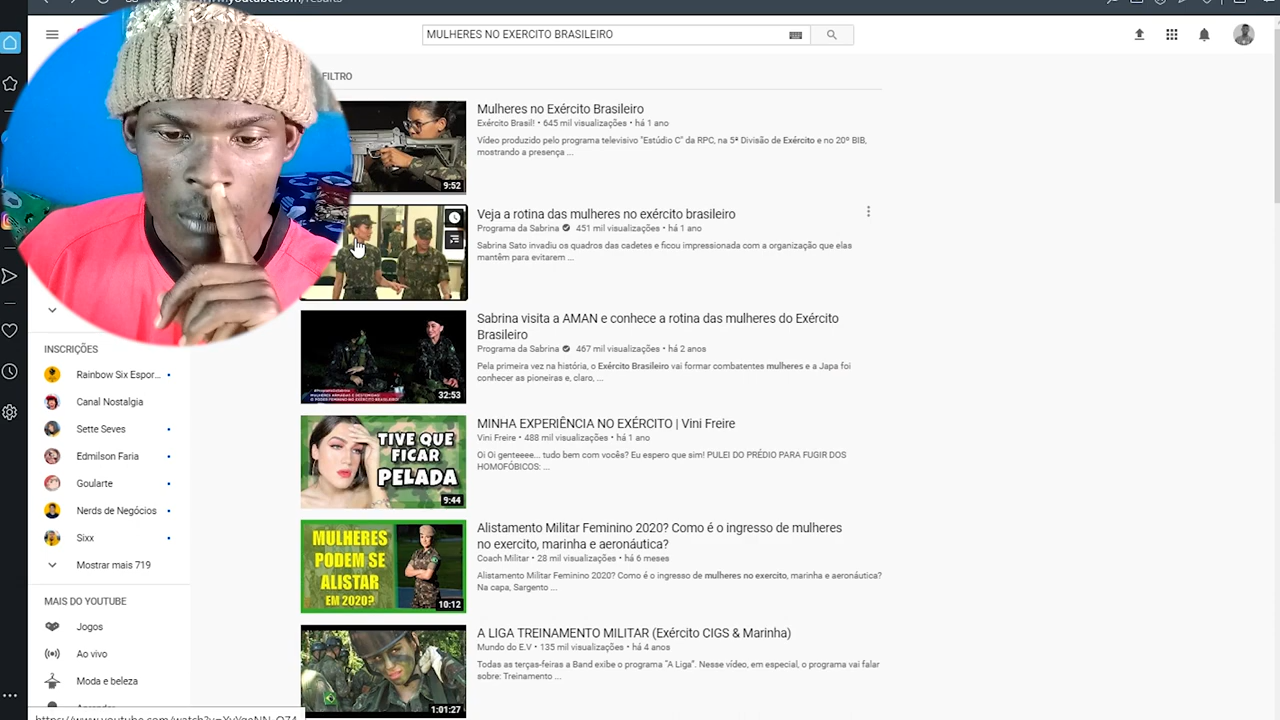 MULHERES NO EXERCITO BRASILEIRO
FILTRO
Mulheres no Exército Brasileiro
Exército Brasil! • 645 mil visualizações • há 1 ano
Vídeo produzido pelo programa televisivo "Estúdio C" da RPC, na 5ª Divisão de Exército e no 20º BIB,
mostrando a presença ...
9:52
Veja a rotina das mulheres no exército brasileiro
Programa da Sabrina 451 mil visualizações • há 1 ano
Sabrina Sato invadiu os quadros das cadetes e ficou impressionada com a organização que elas
mantêm para evitarem ...
Sabrina visita a AMAN e conhece a rotina das mulheres do Exército
Brasileiro
Programa da Sabrina 467 mil visualizações • há 2 anos
Pela primeira vez na história, o Exército Brasileiro vai formar combatentes mulheres e a Japa foi
conhecer as pioneiras e, claro, ...
32:53
MINHA EXPERIÊNCIA NO EXÉRCITO | Vini Freire
Vini Freire • 488 mil visualizações • há 1 ano
Oi Oi genteeee... tudo bem com vocês? Eu espero que sim! PULEI DO PRÉDIO PARA FUGIR DOS
HOMOFÓBICOS: ...
TIVE QUE
FICAR
PELADA
9:44
Alistamento Militar Feminino 2020? Como é o ingresso de mulheres
no exercito, marinha e aeronáutica?
Coach Militar • 28 mil visualizações • há 6 meses
Alistamento Militar Feminino 2020? Como é o ingresso de mulheres no exercito, marinha e aeronáutica?
Na capa, Sargento ...
MULHERES
PODEM SE
ALISTAR
EM 2020?
10:12
A LIGA TREINAMENTO MILITAR (Exército CIGS & Marinha)
Mundo do E.V • 135 mil visualizações • há 4 anos
Todas as terças-feiras a Band exibe o programa "A Liga". Nesse vídeo, em especial, o programa vai falar
sobre: Treinamento ...
1:01:27
INSCRIÇÕES
Rainbow Six Espor...
Canal Nostalgia
Sette Seves
Edmilson Faria
Goularte
Nerds de Negócios
Sixx
Mostrar mais 719
MAIS DO YOUTUBE
Jogos
Ao vivo
Moda e beleza